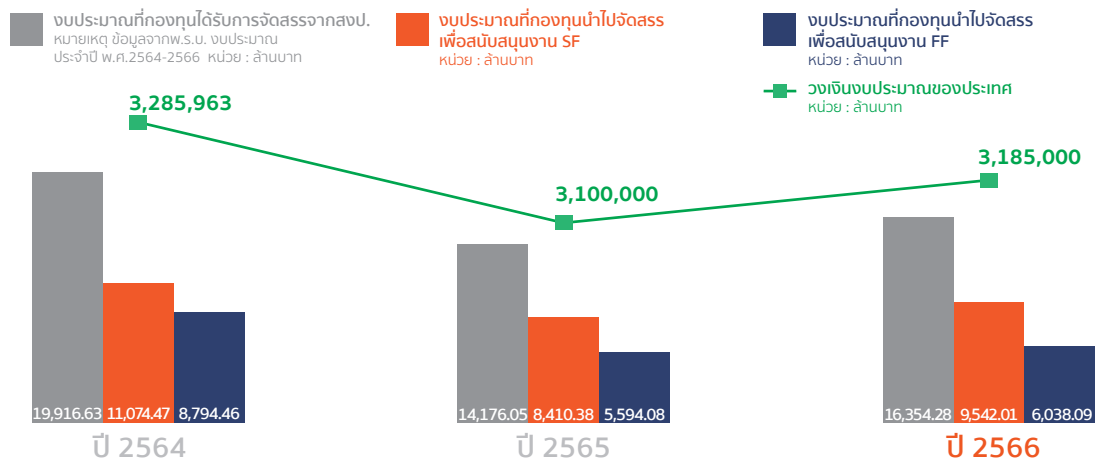 งบประมาณที่กองทุนได้รับการจัดสรรจากสงป.
หมายเหตุ ข้อมูลจากพ.ร.บ. งบประมาณ
ประจำปี พ.ศ.2564-2566 หน่วย : ล้านบาท
งบประมาณที่กองทุนนำไปจัดสรร
เพื่อสนับสนุนงาน SF
หน่วย : ล้านบาท
งบประมาณที่กองทุนนำไปจัดสรร
เพื่อสนับสนุนงาน FF
หน่วย : ล้านบาท
วงเงินงบประมาณของประเทศ
หน่วย : ล้านบาท
3,285,963
3,100,000
3,185,000
19,916.63 11,074.47 8,794.46
14,176.05 8,410.38 5,594.08
16,354.28 9,542.01 6,038.09
ปี 2564
ปี 2565
ปี 2566